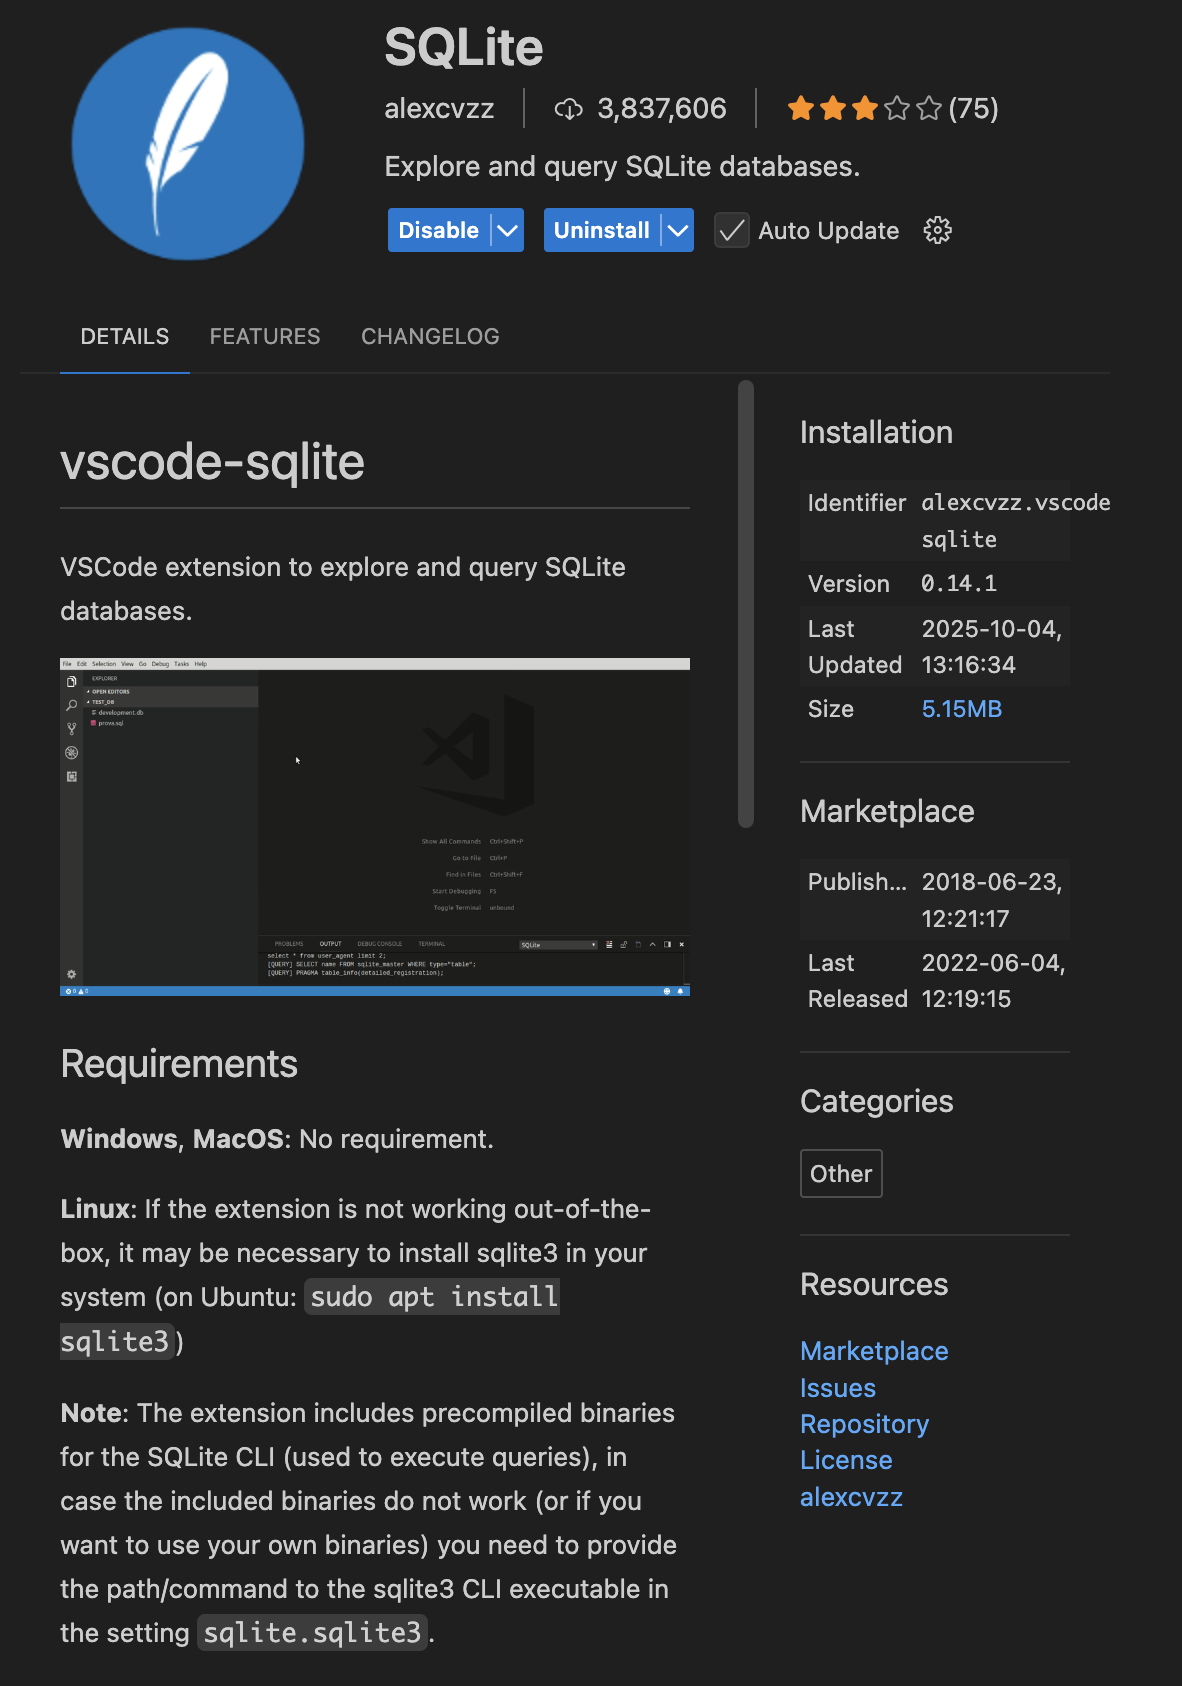 SQLite
alexcvzz
3,837,606
(75)
Explore and query SQLite databases.
Disable
Uninstall
Auto Update
DETAILS FEATURES CHANGELOG
vscode-sqlite
VSCode extension to explore and query SQLite
databases.
File Edit Selection View Go Debug Tasks Help
EXPLORER
OPEN EDITORS
TEST_DB
development.db
prova.sql
Show All Commands Ctrl+Shift+P
Go to File Ctrl+P
Find in Files Ctrl+Shift+F
Start Debugging F5
Toggle Terminal unbound
PROBLEMS OUTPUT DEBUG CONSOLE TERMINAL
SQLite
select * from user_agent limit 2;
[QUERY] SELECT name FROM sqlite_master WHERE type="table";
[QUERY] PRAGMA table_info(detailed_registration);
0 0
Requirements
Windows, MacOS: No requirement.
Linux: If the extension is not working out-of-the-
box, it may be necessary to install sqlite3 in your
system (on Ubuntu: sudo apt install
sqlite3)
Note: The extension includes precompiled binaries
for the SQLite CLI (used to execute queries), in
case the included binaries do not work (or if you
want to use your own binaries) you need to provide
the path/command to the sqlite3 CLI executable in
the setting sqlite.sqlite3.
Installation
Identifier alexcvzz.vscode
sqlite
Version 0.14.1
Last 2025-10-04,
Updated 13:16:34
Size 5.15MB
Marketplace
Publish... 2018-06-23,
12:21:17
Last 2022-06-04,
Released 12:19:15
Categories
Other
Resources
Marketplace
Issues
Repository
License
alexcvzz